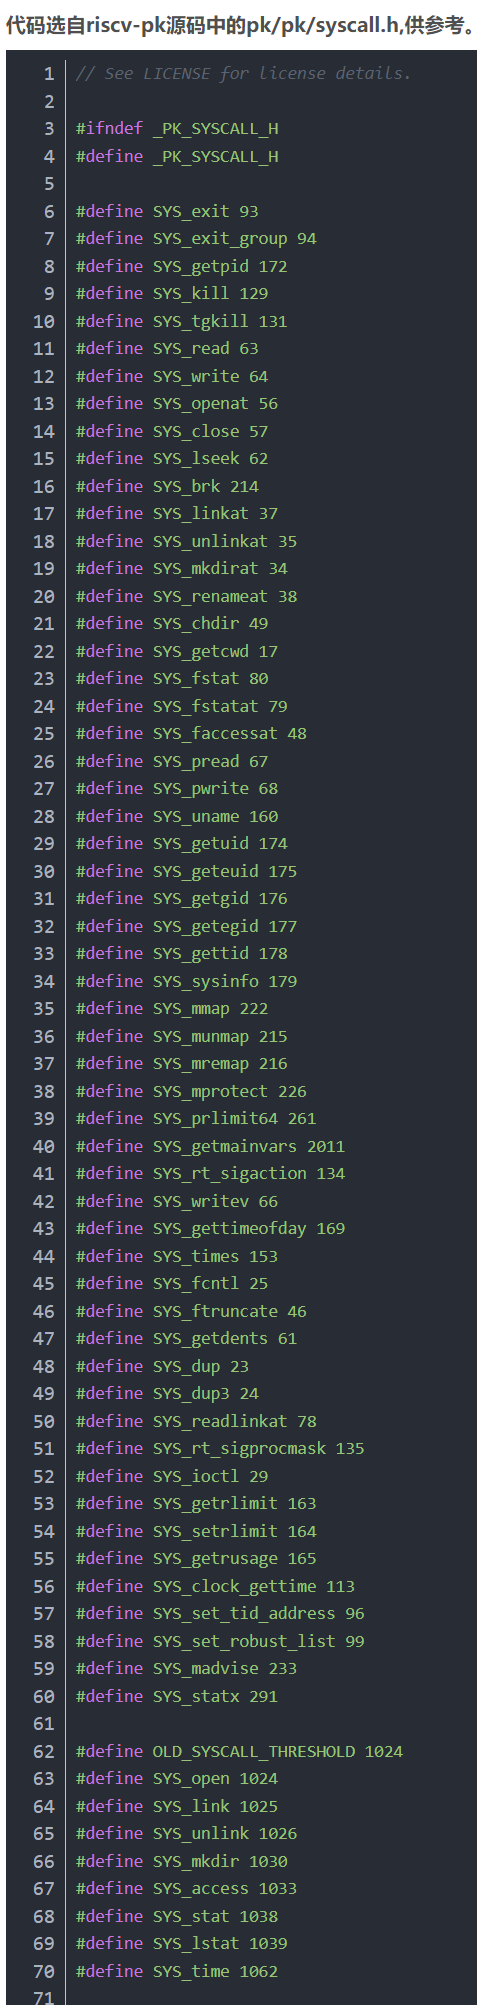 代码选自riscv-pk源码中的pk/pk/syscall.h,供参考。
1 // See LICENSE for license details.
2
3 #ifndef _PK_SYSCALL_H
4 #define _PK_SYSCALL_H
5
6 #define SYS_exit 93
7 #define SYS_exit_group 94
8 #define SYS_getpid 172
9 #define SYS_kill 129
10 #define SYS_tgkill 131
11 #define SYS_read 63
12 #define SYS_write 64
13 #define SYS_openat 56
14 #define SYS_close 57
15 #define SYS_lseek 62
16 #define SYS_brk 214
17 #define SYS_linkat 37
18 #define SYS_unlinkat 35
19 #define SYS_mkdirat 34
20 #define SYS_renameat 38
21 #define SYS_chdir 49
22 #define SYS_getcwd 17
23 #define SYS_fstat 80
24 #define SYS_fstatat 79
25 #define SYS_faccessat 48
26 #define SYS_pread 67
27 #define SYS_pwrite 68
28 #define SYS_uname 160
29 #define SYS_getuid 174
30 #define SYS_geteuid 175
31 #define SYS_getgid 176
32 #define SYS_getegid 177
33 #define SYS_gettid 178
34 #define SYS_sysinfo 179
35 #define SYS_mmap 222
36 #define SYS_munmap 215
37 #define SYS_mremap 216
38 #define SYS_mprotect 226
39 #define SYS_prlimit64 261
40 #define SYS_getmainvars 2011
41 #define SYS_rt_sigaction 134
42 #define SYS_writev 66
43 #define SYS_gettimeofday 169
44 #define SYS_times 153
45 #define SYS_fcntl 25
46 #define SYS_ftruncate 46
47 #define SYS_getdents 61
48 #define SYS_dup 23
49 #define SYS_dup3 24
50 #define SYS_readlinkat 78
51 #define SYS_rt_sigprocmask 135
52 #define SYS_ioctl 29
53 #define SYS_getrlimit 163
54 #define SYS_setrlimit 164
55 #define SYS_getrusage 165
56 #define SYS_clock_gettime 113
57 #define SYS_set_tid_address 96
58 #define SYS_set_robust_list 99
59 #define SYS_madvise 233
60 #define SYS_statx 291
61
62 #define OLD_SYSCALL_THRESHOLD 1024
63 #define SYS_open 1024
64 #define SYS_link 1025
65 #define SYS_unlink 1026
66 #define SYS_mkdir 1030
67 #define SYS_access 1033
68 #define SYS_stat 1038
69 #define SYS_lstat 1039
70 #define SYS_time 1062
71